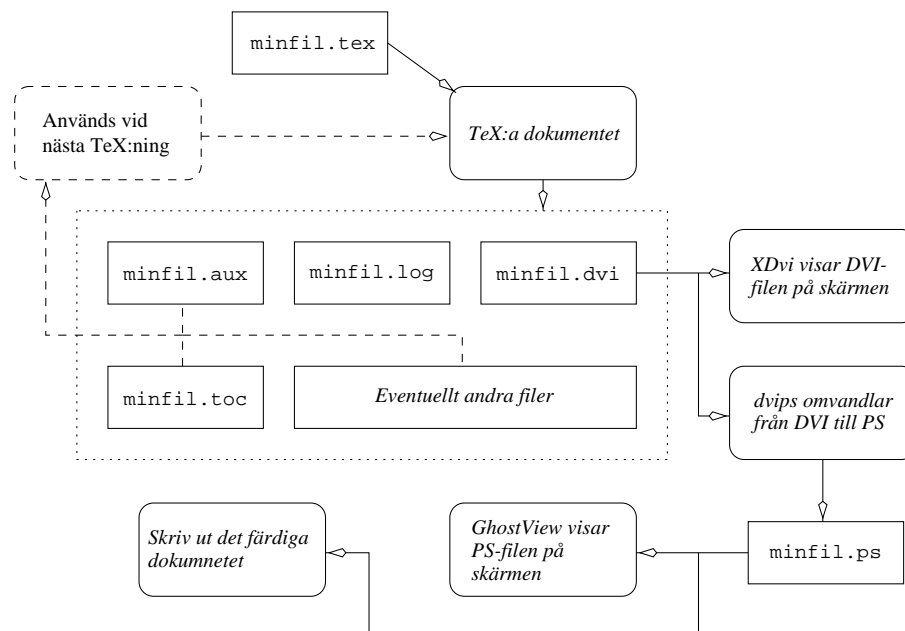 minfil.tex
Används vid
nästa TeX:ning
TeX:a dokumentet
minfil.aux
minfil.log
minfil.dvi
XDvi visar DVI-
filen på skärmen
minfil.toc
Eventuellt andra filer
dvips omvandlar
från DVI till PS
Skriv ut det färdiga
dokumnetet
GhostView visar
PS-filen på
skärmen
minfil.ps